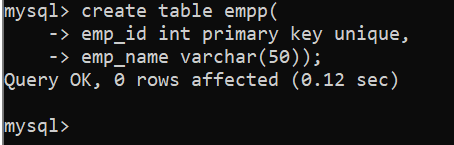 mysql> create table empp(
    -> emp_id int primary key unique,
    -> emp_name varchar(50));
Query OK, 0 rows affected (0.12 sec)
mysql>